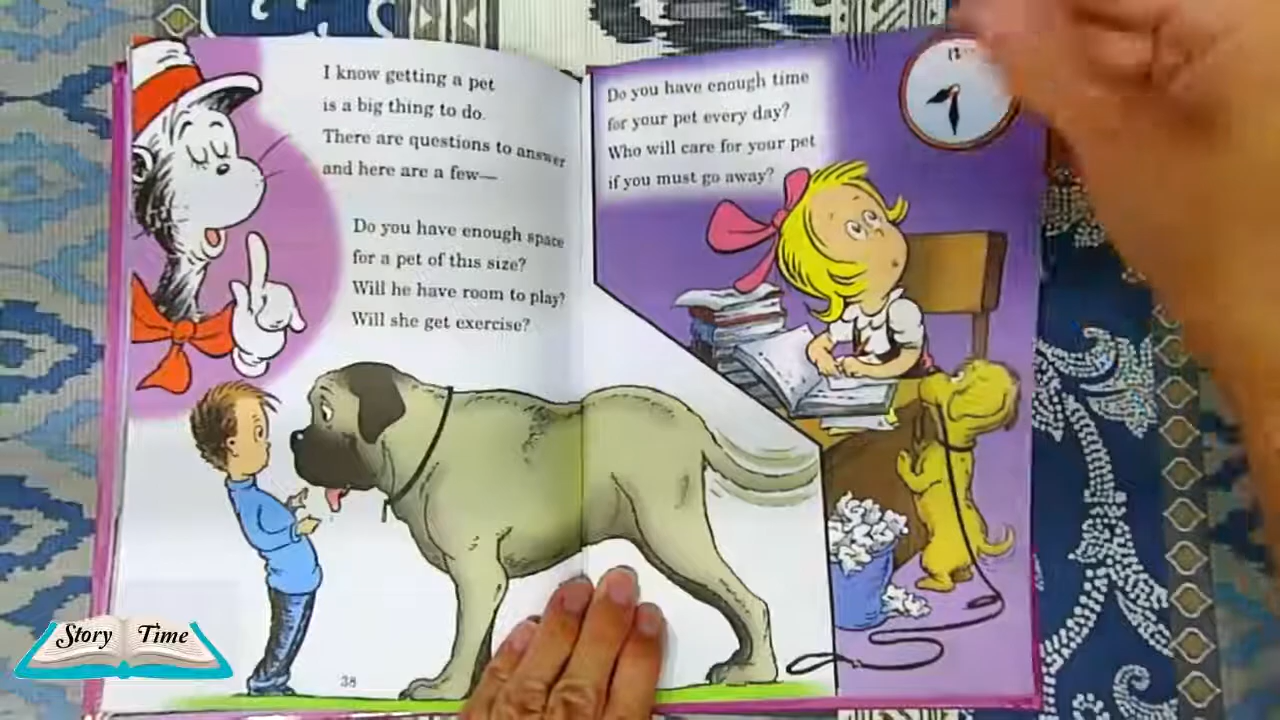 I know getting a pet
is a big thing to do.
There are questions to answer
and here are a few—
Do you have enough space
for a pet of this size?
Will he have room to play?
Will she get exercise?
38
Do you have enough time
for your pet every day?
Who will care for your pet
if you must go away?
12
Story Time